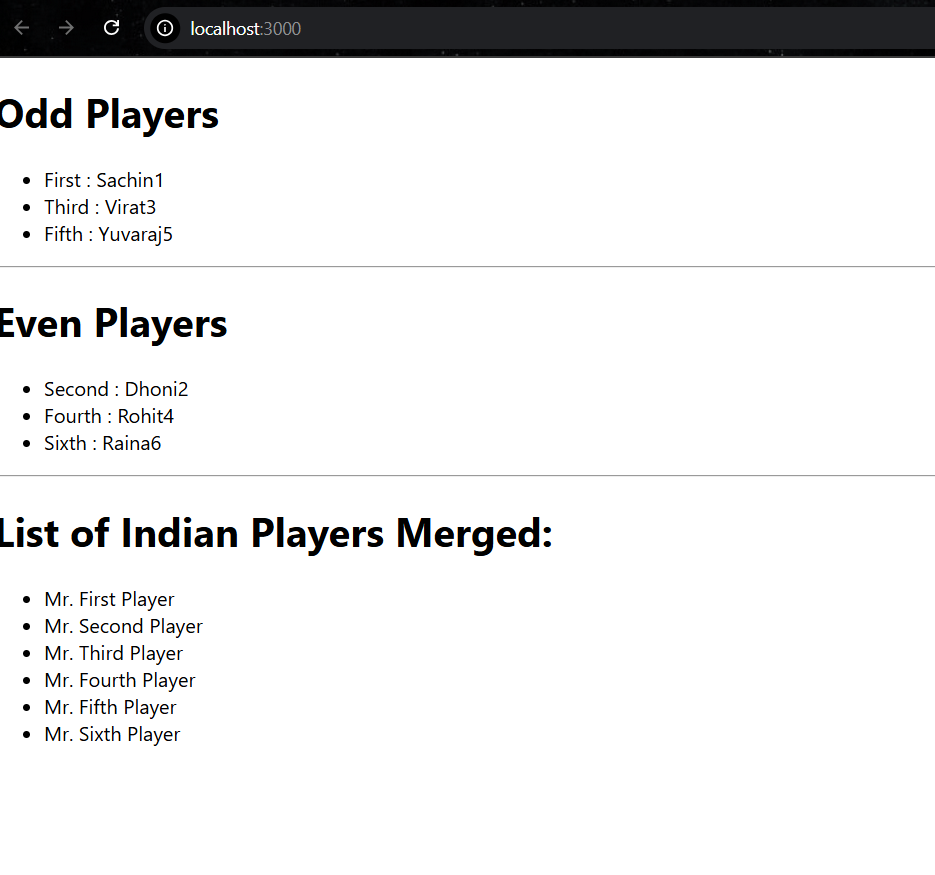 localhost:3000
Odd Players
First : Sachin1
Third : Virat3
Fifth : Yuvaraj5
Even Players
Second : Dhoni2
Fourth : Rohit4
Sixth : Raina6
List of Indian Players Merged:
Mr. First Player
Mr. Second Player
Mr. Third Player
Mr. Fourth Player
Mr. Fifth Player
Mr. Sixth Player